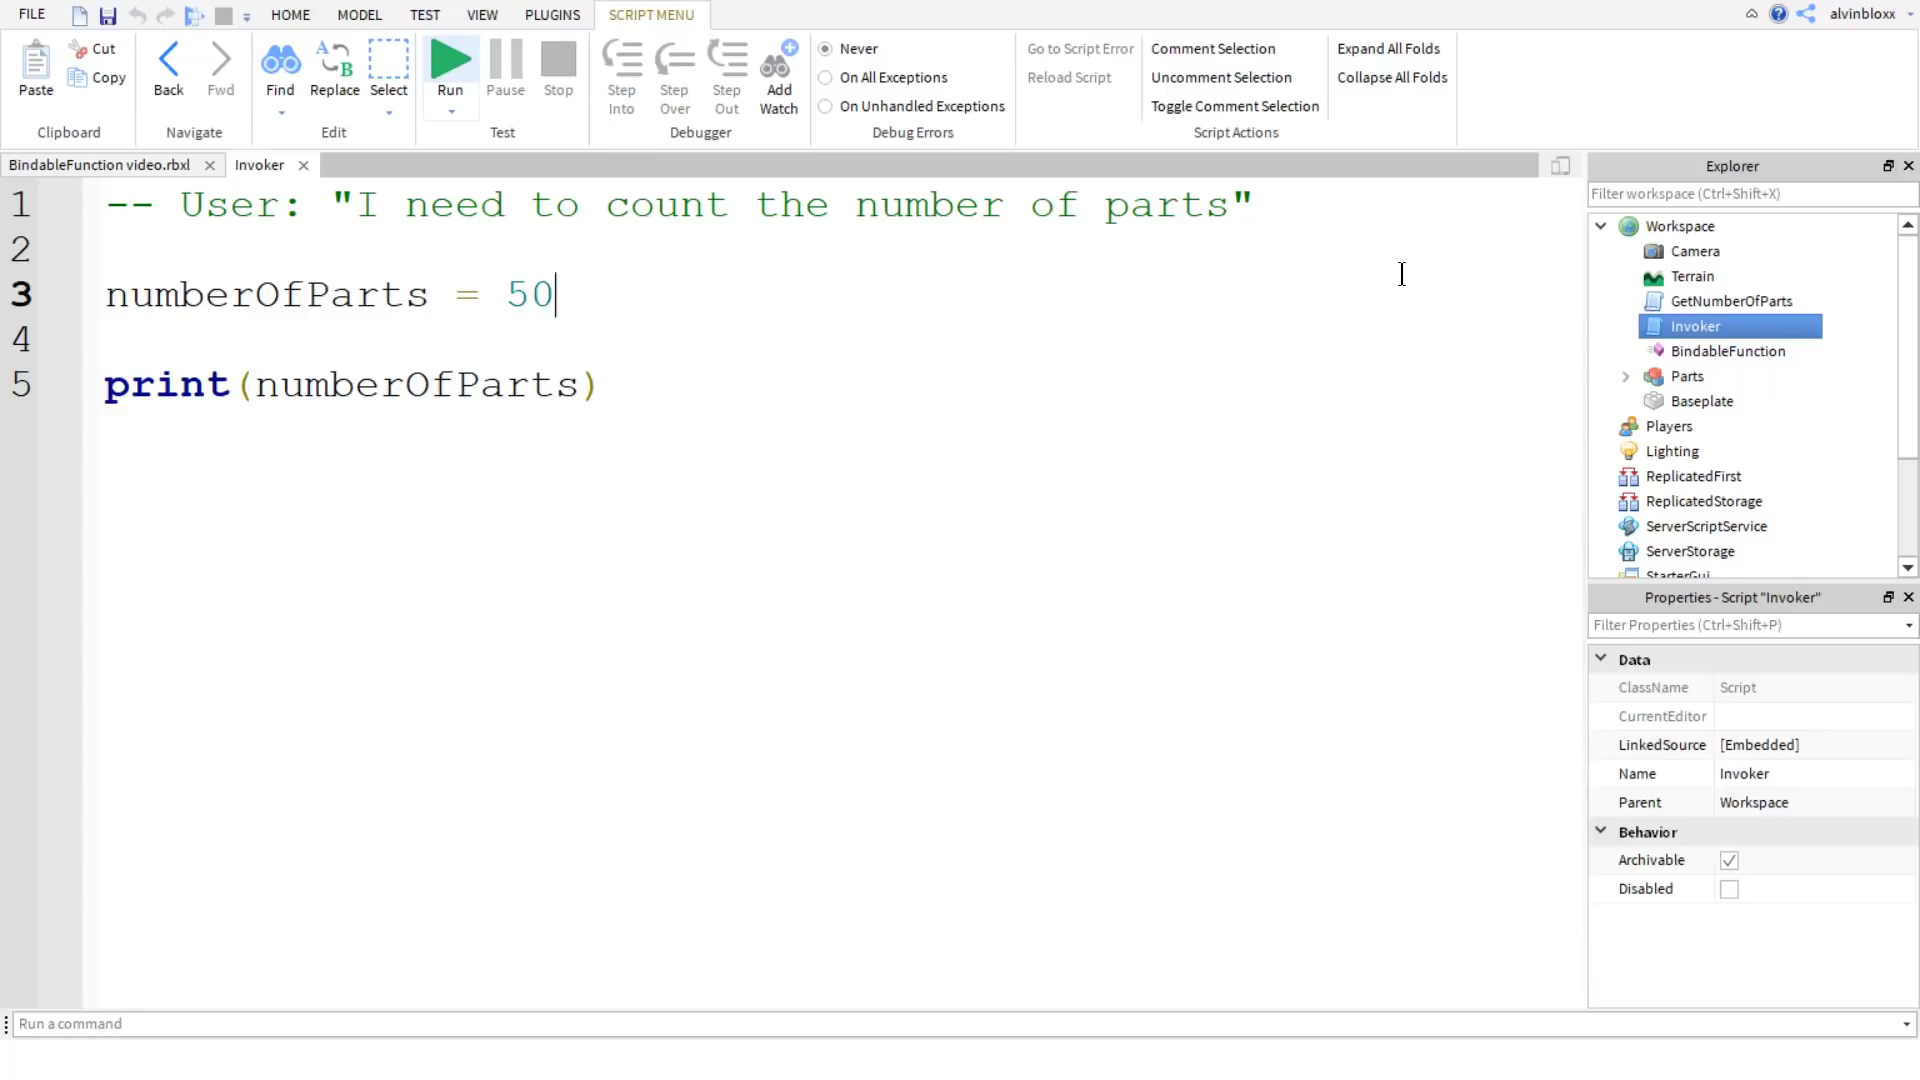 FILE
HOME
MODEL
TEST
VIEW
PLUGINS
SCRIPT MENU
alvinbloxx
Paste
Cut
Copy
Clipboard
Back
Fwd
Navigate
Find
Replace
Select
Edit
Run
Pause
Stop
Test
Step Into
Step Over
Step Out
Add Watch
Debugger
Never
On All Exceptions
On Unhandled Exceptions
Debug Errors
Go to Script Error
Reload Script
Comment Selection
Uncomment Selection
Toggle Comment Selection
Script Actions
Expand All Folds
Collapse All Folds
BindableFunction video.rbxl
Invoker
1 -- User: "I need to count the number of parts"
2
3 numberOfParts = 50
4
5 print(numberOfParts)
Explorer
Filter workspace (Ctrl+Shift+X)
Workspace
Camera
Terrain
GetNumberOfParts
Invoker
BindableFunction
Parts
Baseplate
Players
Lighting
ReplicatedFirst
ReplicatedStorage
ServerScriptService
ServerStorage
StarterGui
Properties - Script "Invoker"
Filter Properties (Ctrl+Shift+P)
Data
ClassName Script
CurrentEditor
LinkedSource [Embedded]
Name Invoker
Parent Workspace
Behavior
Archivable
Disabled
Run a command